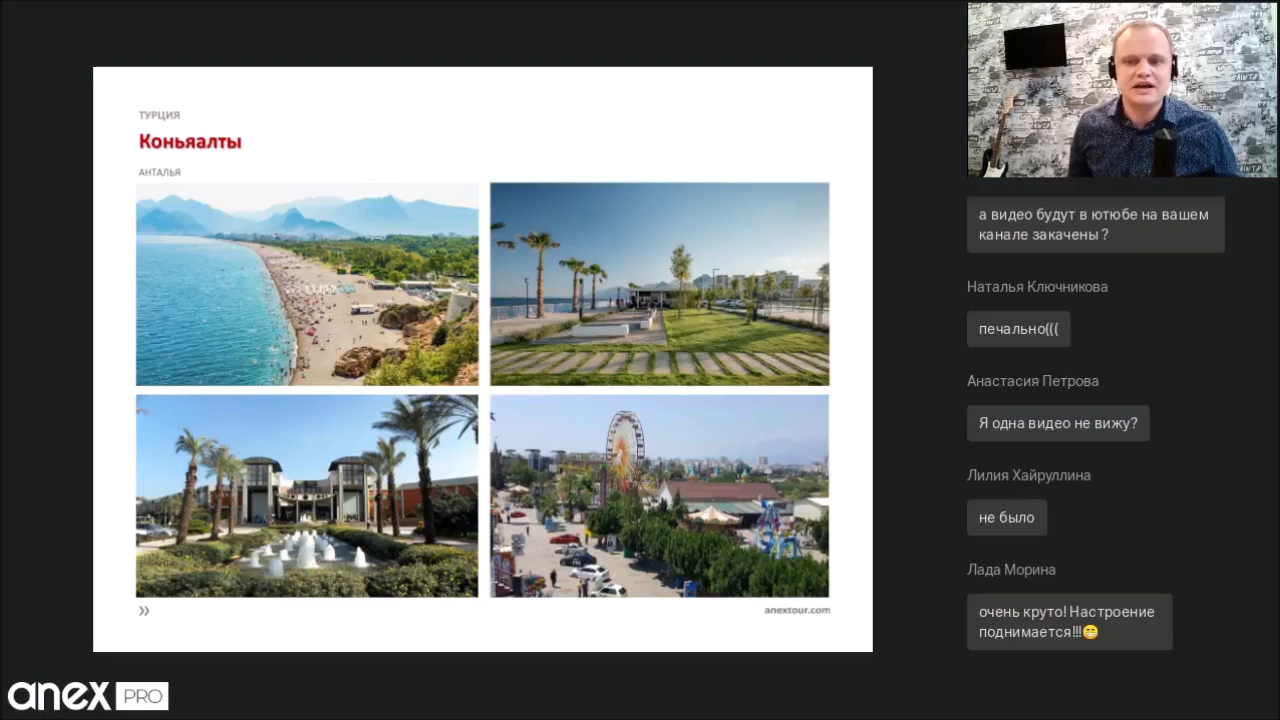 ТУРЦИЯ
Коньяалты
АНТАЛЬЯ
»
anextour.com
anex PRO
а видео будут в ютюбе на вашем
канале закачены ?
Наталья Ключникова
печально(((
Анастасия Петрова
Я одна видео не вижу?
Лилия Хайруллина
не было
Лада Морина
очень круто! Настроение
поднимается!!!😁